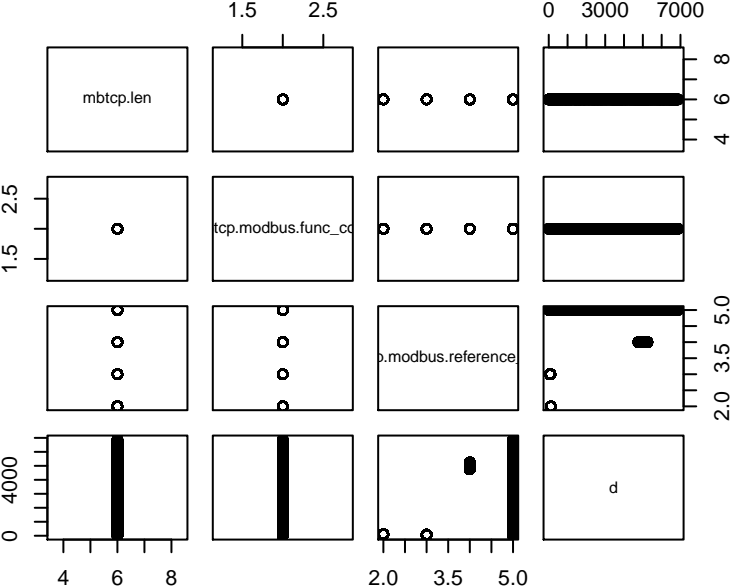 1.5 2.5 0 3000 7000
mbtcp.len
4 6 8
1.5 2.5
tcp.modbus.func_co
p.modbus.reference_
2.0 3.5 5.0
0 4000
d
4 6 8 2.0 3.5 5.0